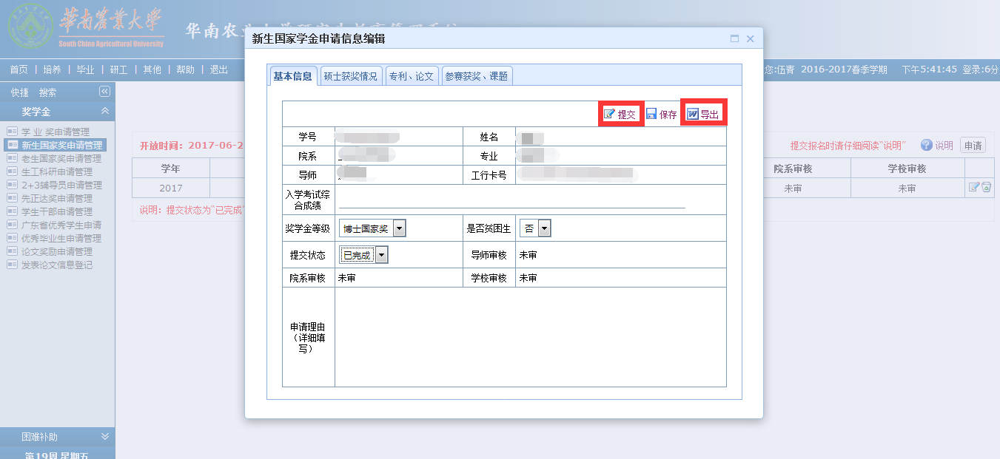 華南農業大學
South China Agricultural University
华南农业
新生国家学金申请信息编辑
首页 | 培养 | 毕业 | 研工 | 其他 | 帮助 | 退出
您:伍青 2016-2017春季学期 下午5:41:45 登录:6分
快捷 搜索
奖学金
学 业 奖申请管理
新生国家奖申请管理
老生国家奖申请管理
生工科研申请管理
2+3辅导员申请管理
先正达奖申请管理
学生干部申请管理
广东省优秀学生申请
优秀毕业生申请管理
论文奖励申请管理
发表论文信息登记
困难补助
第19周 星期五
开放时间：2017-06-2
学年
2017
说明：提交状态为“已完成”
基本信息 硕士获奖情况 专利、论文 参赛获奖、课题
提交 保存 导出
学号 姓名
院系 专业
导师 工行卡号
入学考试综
合成绩
奖学金等级 博士国家奖 是否贫困生 否
提交状态 已完成 导师审核 未审
院系审核 未审 学校审核 未审
申请理由
（详细填
写）
提交报名时请仔细阅读“说明” 说明 申请
院系审核 学校审核
未审 未审